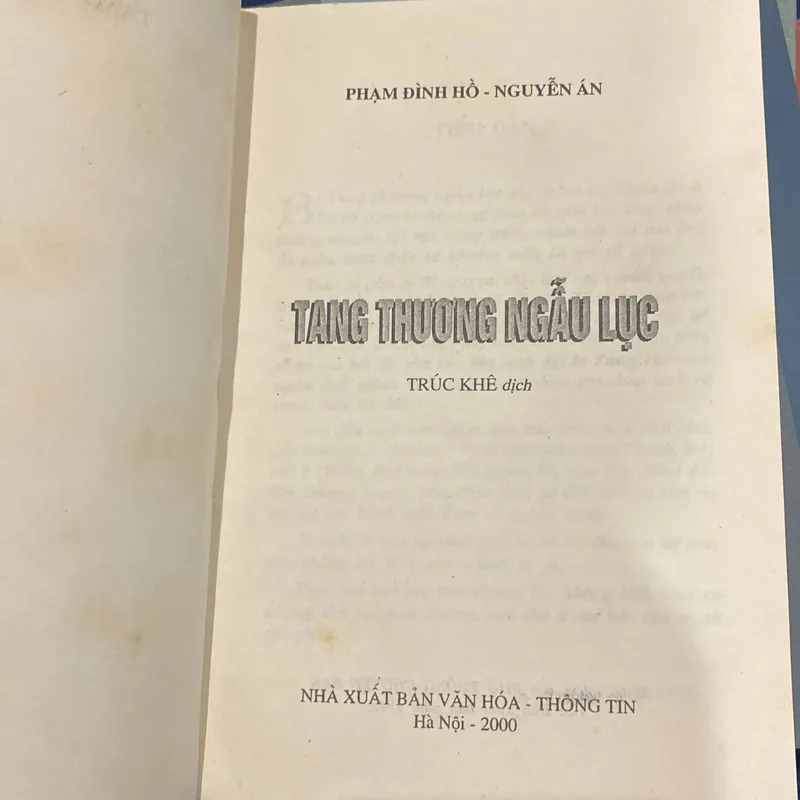 PHẠM ĐÌNH HỒ - NGUYỄN ÁN
TANG THƯƠNG NGẪU LỤC
TRÚC KHÊ dịch
NHÀ XUẤT BẢN VĂN HÓA - THÔNG TIN
Hà Nội - 2000